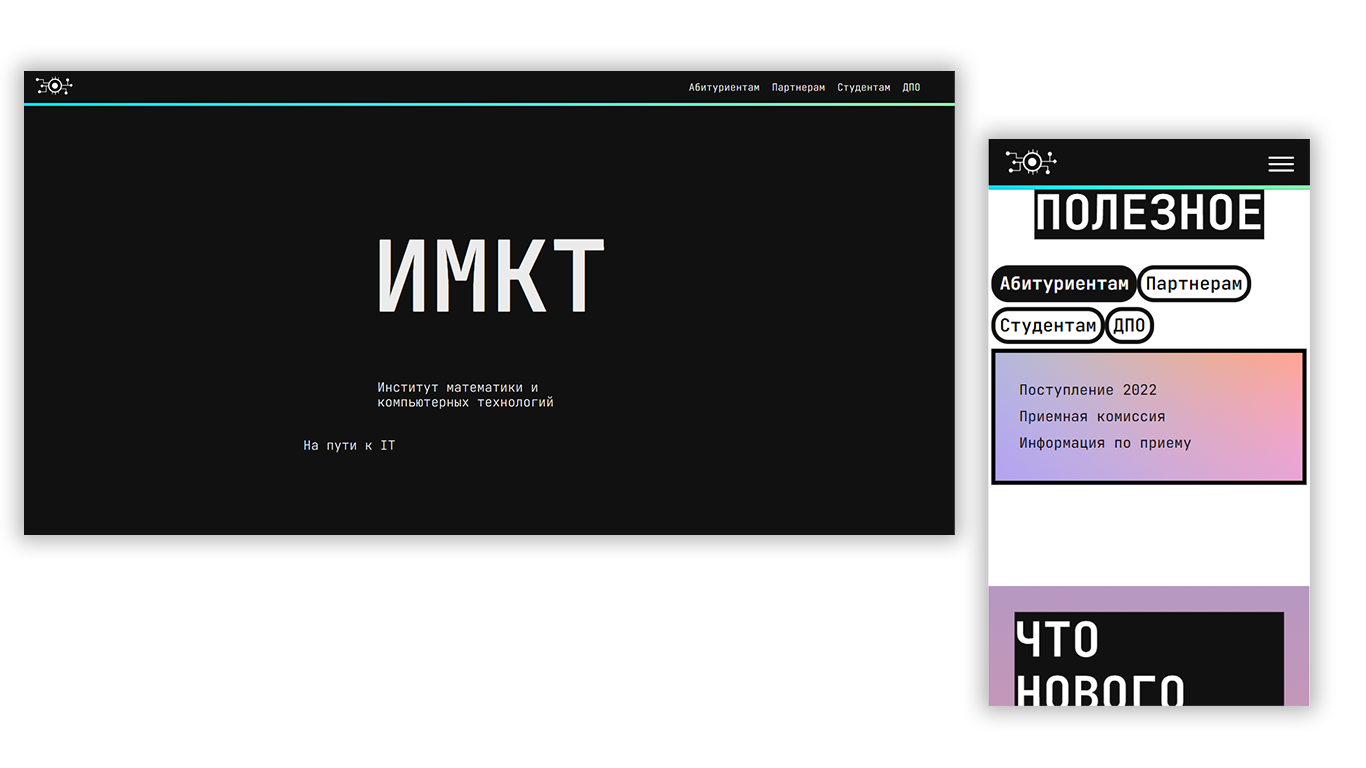 Абитуриентам Партнерам Студентам ДПО
ИМКТ
Институт математики и
компьютерных технологий
На пути к IT
ПОЛЕЗНОЕ
Абитуриентам Партнерам
Студентам ДПО
Поступление 2022
Приемная комиссия
Информация по приему
ЧТО
НОВОГО